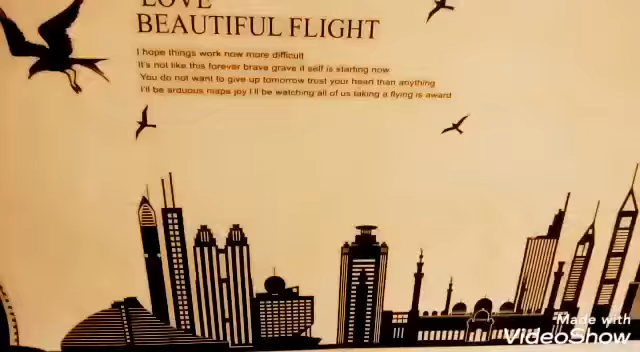 LOVE
BEAUTIFUL FLIGHT
I hope things work now more difficult
It's not like this forever brave grave it self is starting now
You do not want to give up tomorrow trust your heart than anything
I'll be arduous maps joy I ll be watching all of us taking a flying is award
Made with
VideoShow